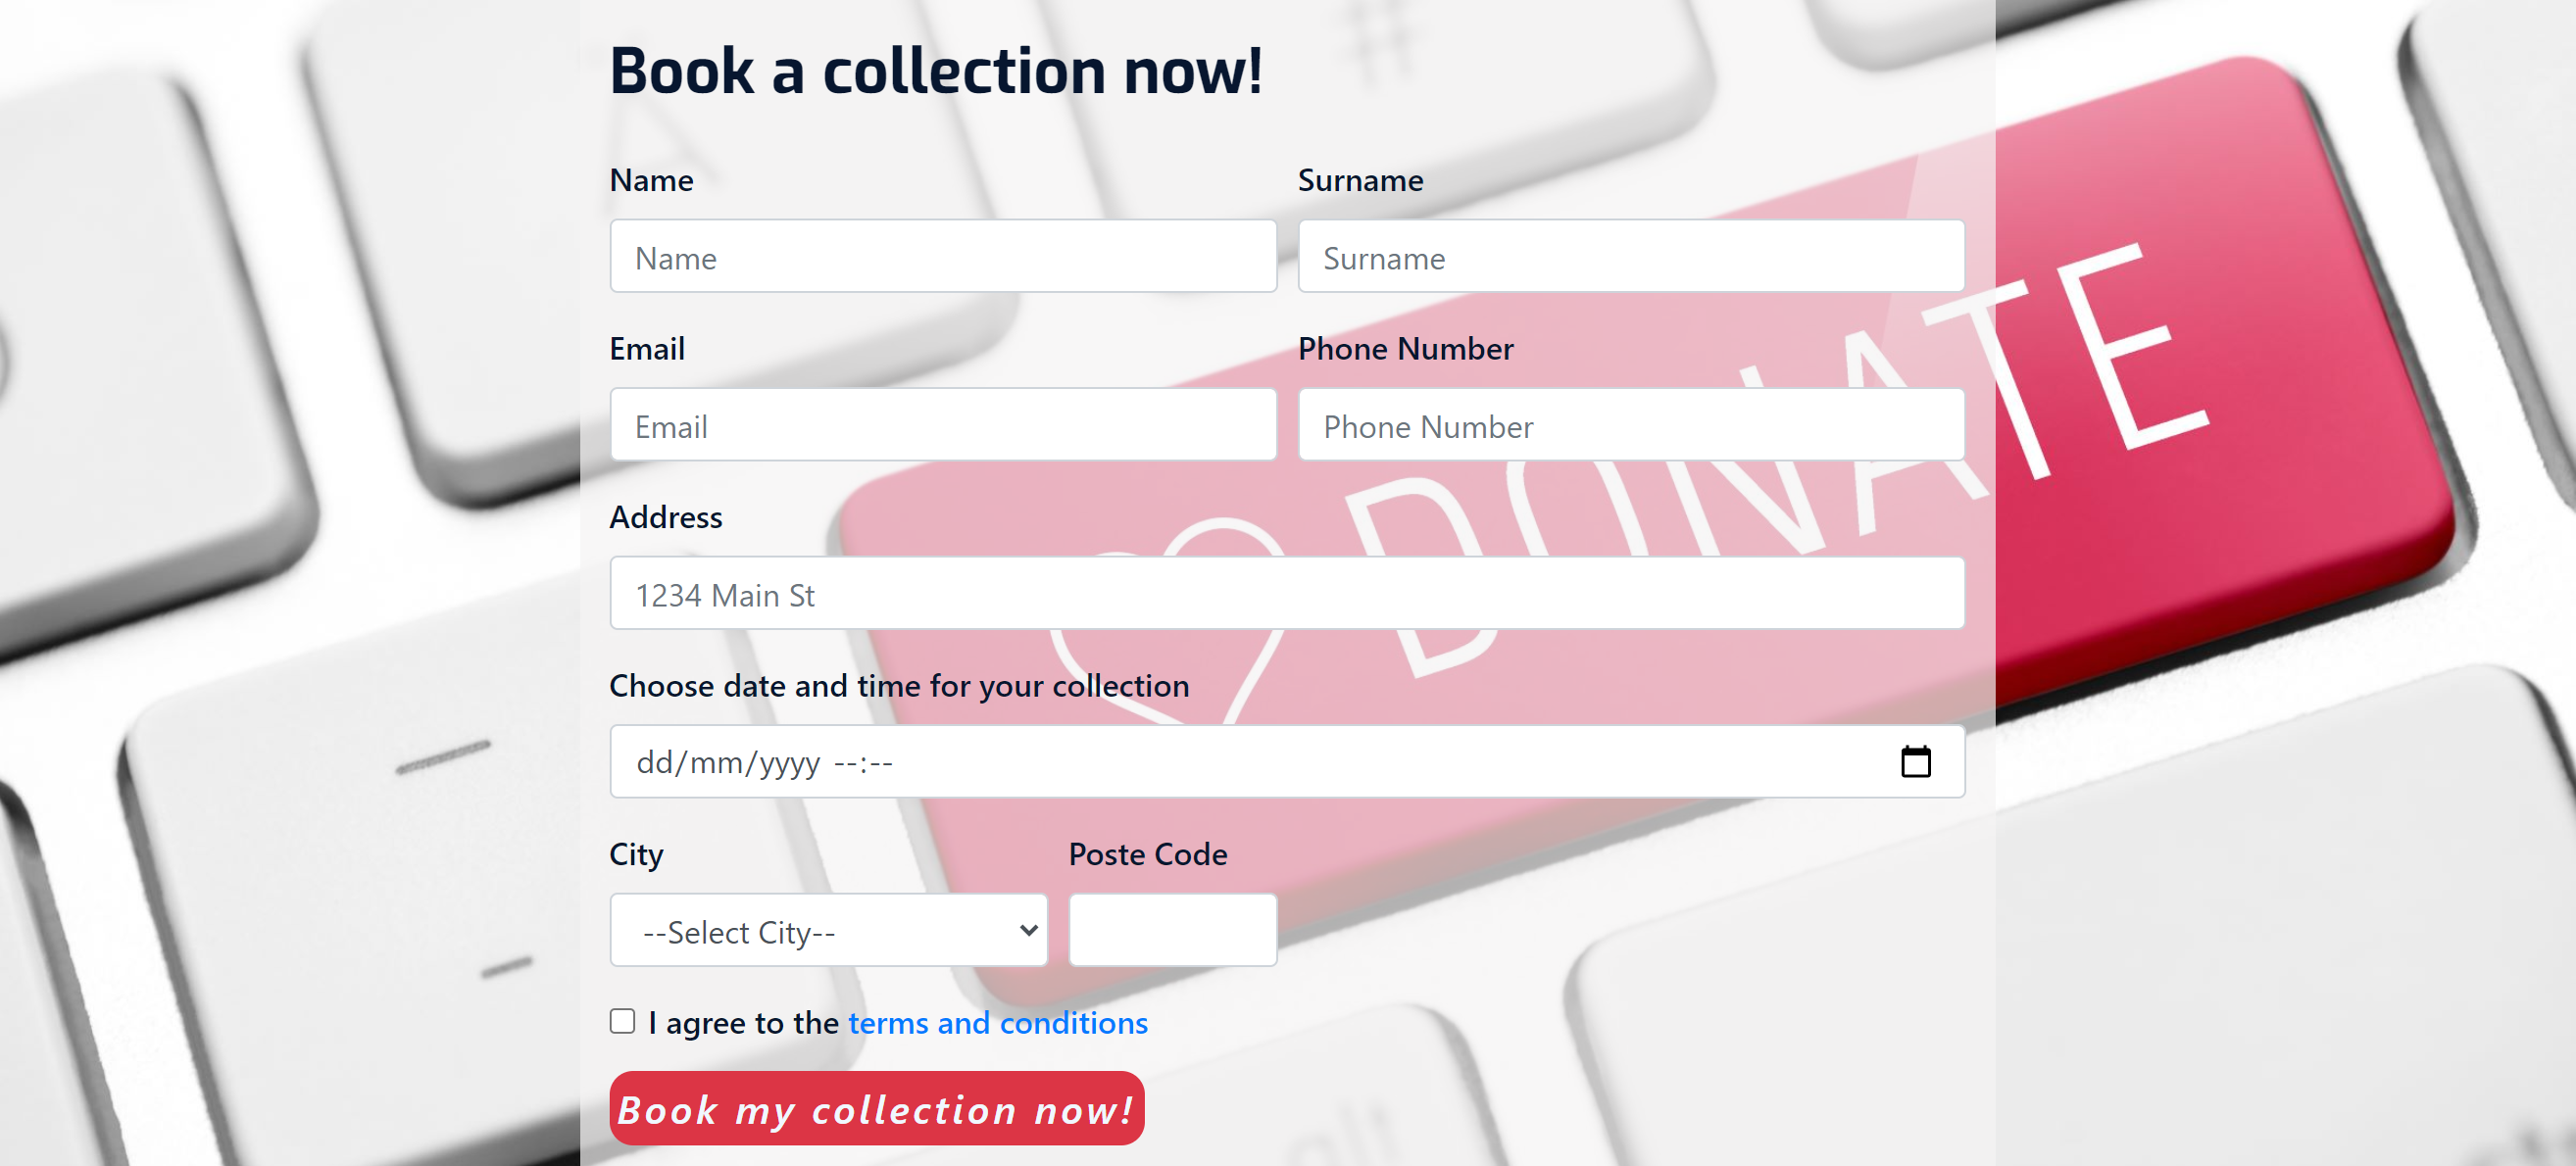 Book a collection now!
Name Surname
Name Surname
Email Phone Number
Email Phone Number
DONATE
Address
1234 Main St
Choose date and time for your collection
dd/mm/yyyy --:--
City Poste Code
--Select City--
I agree to the terms and conditions
Book my collection now!
alt